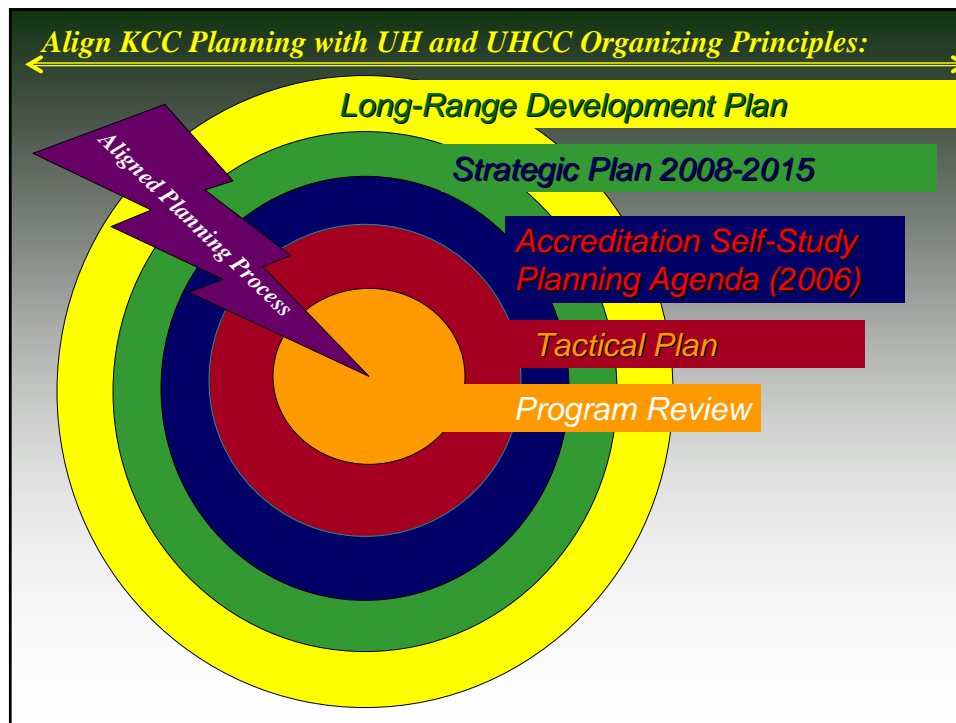 Align KCC Planning with UH and UHCC Organizing Principles:
Long-Range Development Plan
Aligned Planning Process
Strategic Plan 2008-2015
Accreditation Self-Study
Planning Agenda (2006)
Tactical Plan
Program Review